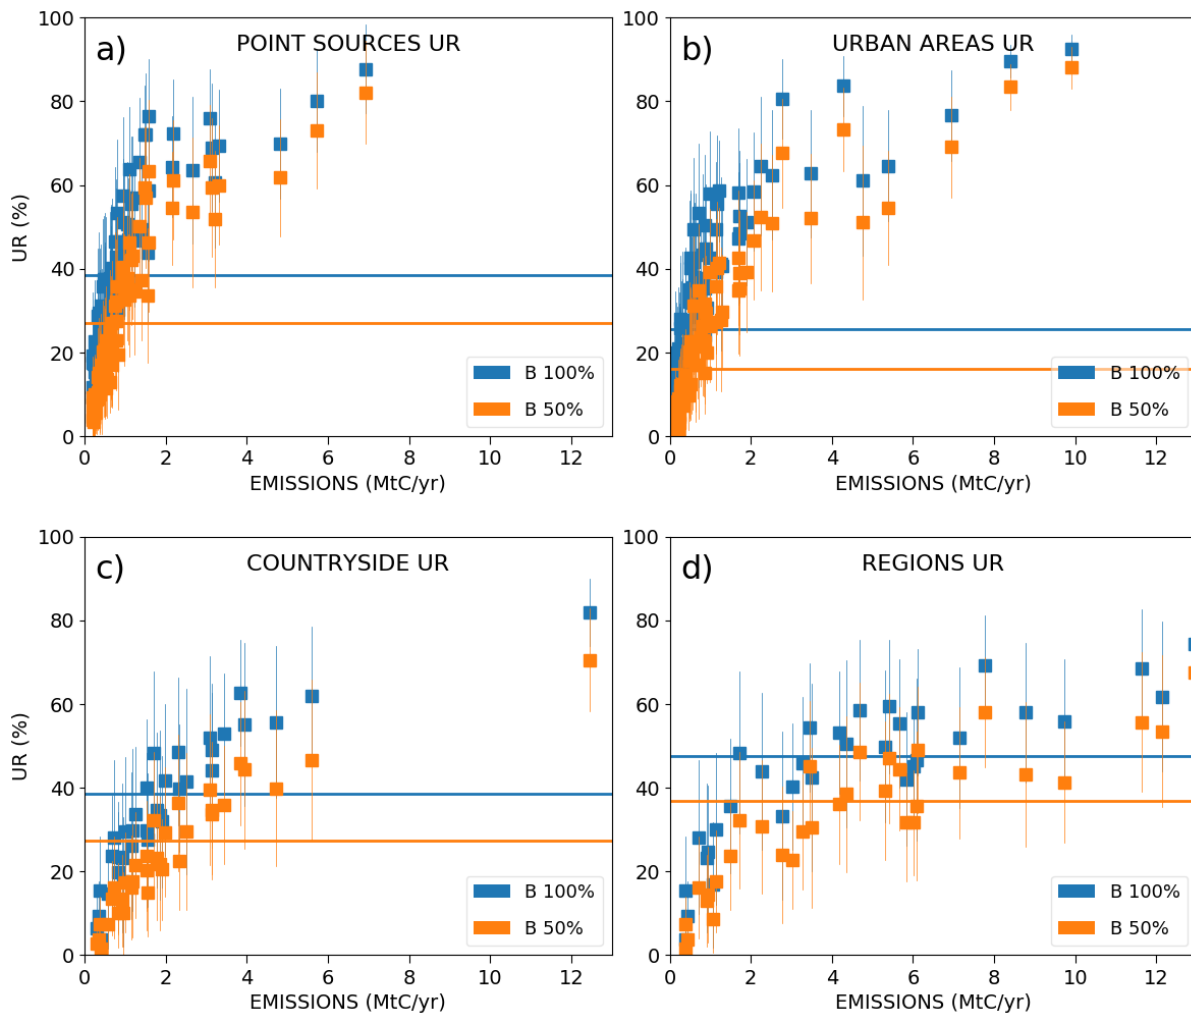 a) POINT SOURCES UR
UR (%)
100
80
60
40
20
0
0 2 4 6 8 10 12
EMISSIONS (MtC/yr)
B 100%
B 50%
b) URBAN AREAS UR
100
80
60
40
20
0
0 2 4 6 8 10 12
EMISSIONS (MtC/yr)
B 100%
B 50%
c) COUNTRYSIDE UR
UR (%)
100
80
60
40
20
0
0 2 4 6 8 10 12
EMISSIONS (MtC/yr)
B 100%
B 50%
d) REGIONS UR
100
80
60
40
20
0
0 2 4 6 8 10 12
EMISSIONS (MtC/yr)
B 100%
B 50%